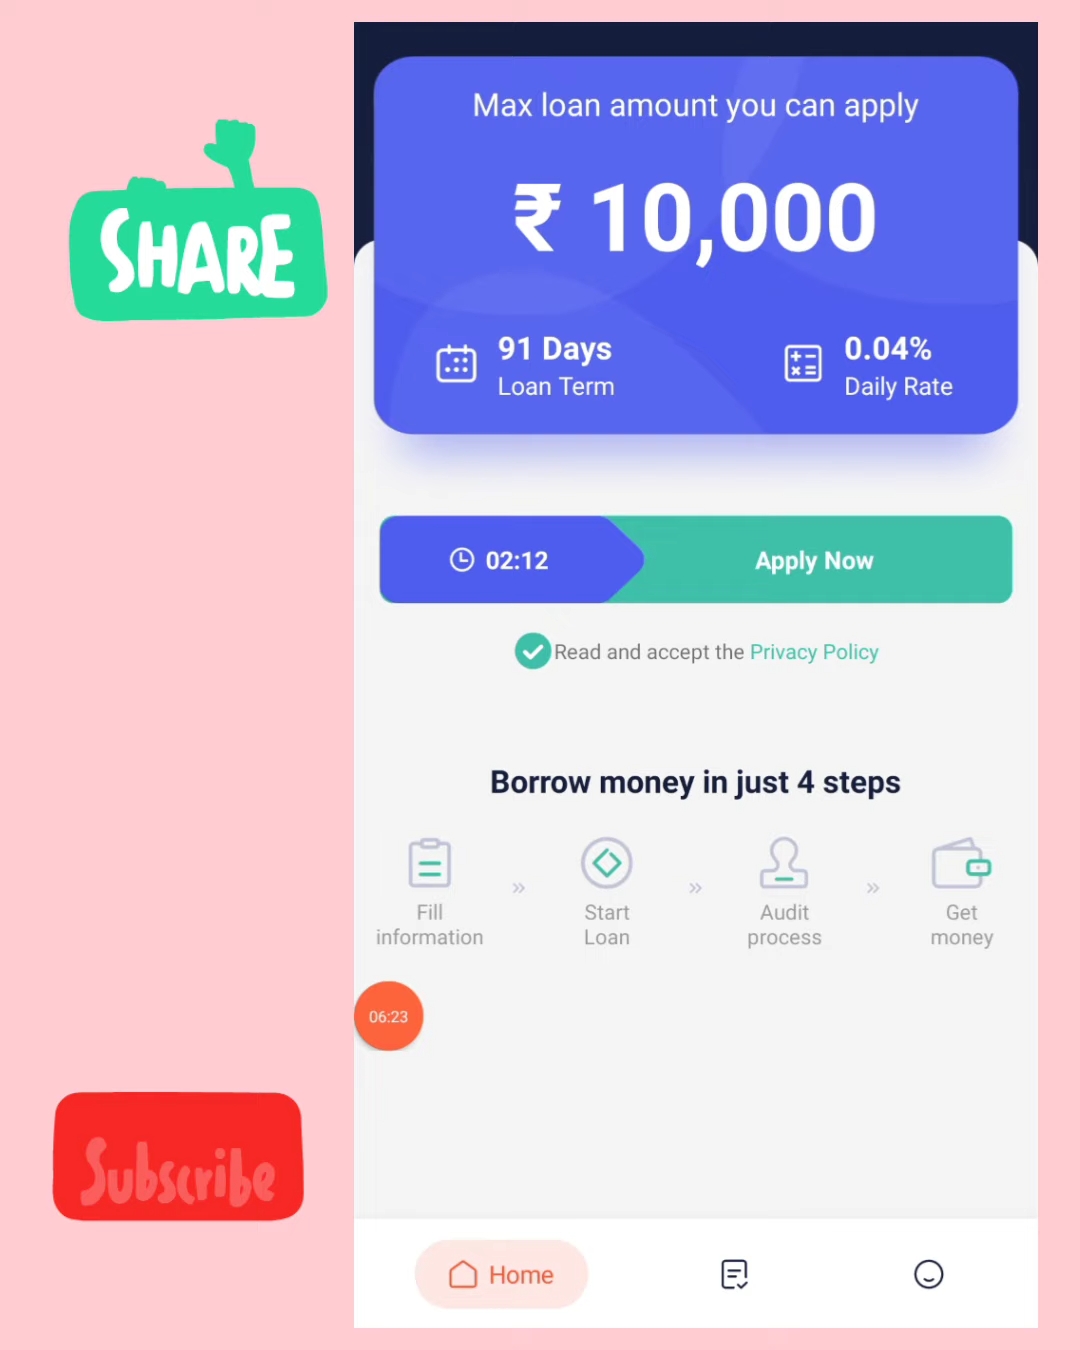 SHARE
Max loan amount you can apply
₹ 10,000
91 Days
Loan Term
0.04%
Daily Rate
02:12
Apply Now
Read and accept the Privacy Policy
Borrow money in just 4 steps
Fill
information
»
Start
Loan
»
Audit
process
»
Get
money
06:23
Subscribe
Home